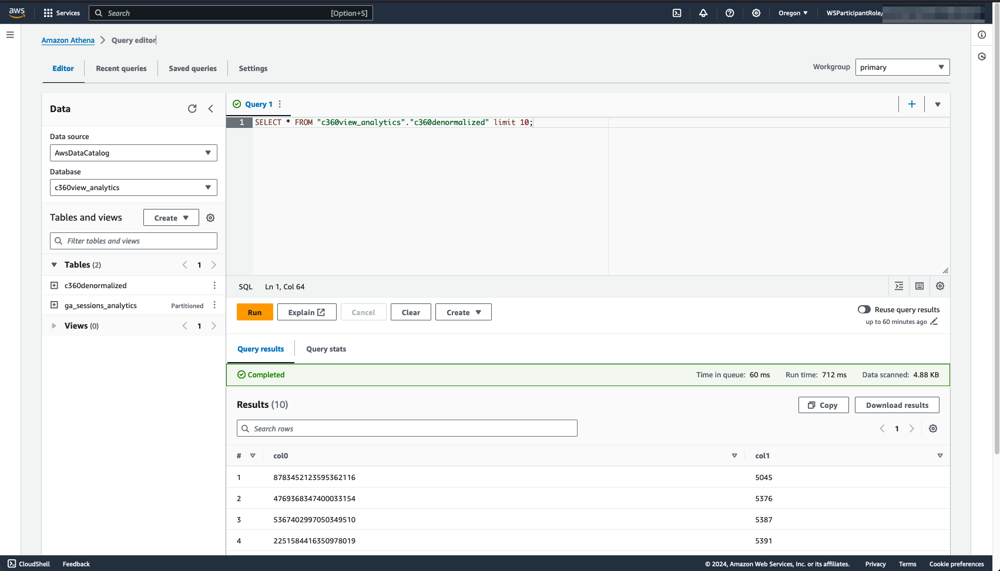 aws
Services
Search
[Option+S]
Oregon
WSParticipantRole/
Amazon Athena
Query editor
Editor
Recent queries
Saved queries
Settings
Workgroup
primary
Data
Data source
AwsDataCatalog
Database
c360view_analytics
Tables and views
Create
Filter tables and views
Tables (2)
1
c360denormalized
ga_sessions_analytics
Partitioned
Views (0)
1
Query 1
1
SELECT * FROM "c360view_analytics"."c360denormalized" limit 10;
SQL
Ln 1, Col 64
Run
Explain
Cancel
Clear
Create
Reuse query results
up to 60 minutes ago
Query results
Query stats
Completed
Time in queue: 60 ms
Run time: 712 ms
Data scanned: 4.88 KB
Results (10)
Copy
Download results
Search rows
1
# col0 col1
1 8783452123595362116 5045
2 4769368347400033154 5376
3 5367402997050349510 5387
4 2251584416350978019 5391
CloudShell
Feedback
© 2024, Amazon Web Services, Inc. or its affiliates.
Privacy
Terms
Cookie preferences